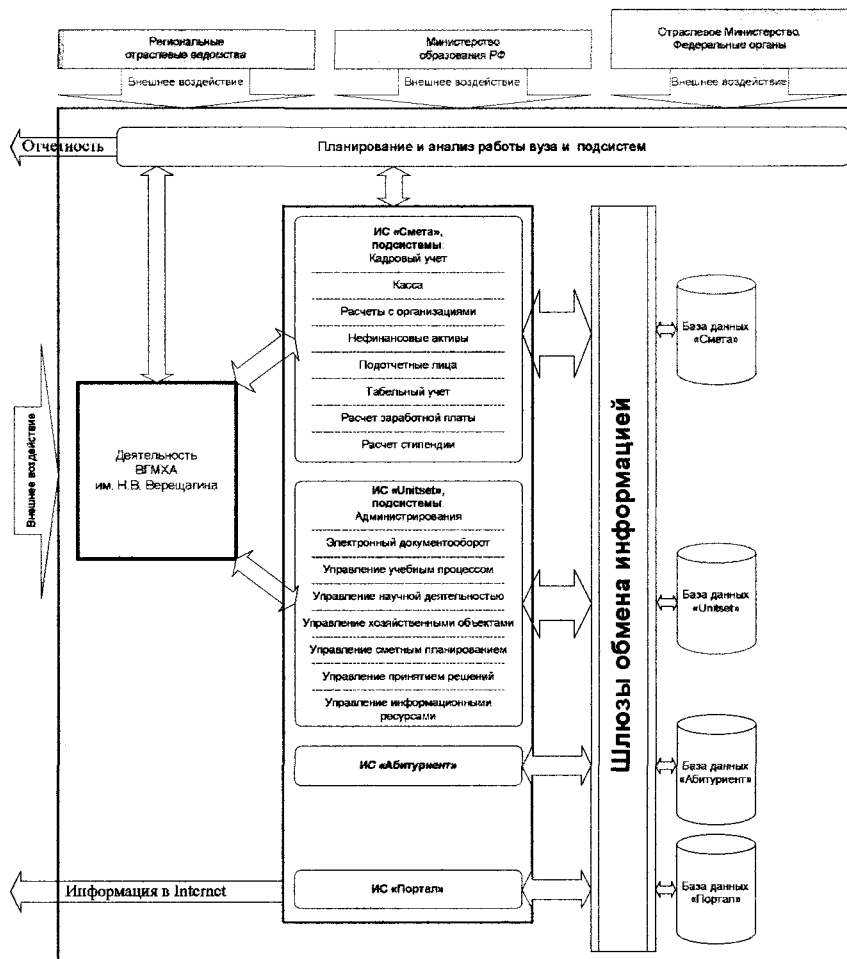 Региональные
отраслевые ведомства
Министерство
образования РФ
Отраслевое Министерство,
Федеральные органы
Внешнее воздействие
Внешнее воздействие
Внешнее воздействие
Отчетность
Планирование и анализ работы вуза и подсистем
ИС «Смета»,
подсистемы:
Кадровый учет
Касса
Расчеты с организациями
Нефинансовые активы
Подотчетные лица
Табельный учет
Расчет заработной платы
Расчет стипендии
База данных
«Смета»
Внешнее воздействие
Деятельность
ВГМХА
им. Н.В. Верещагина
Шлюзы обмена информацией
ИС «Unitset»,
подсистемы:
Администрирования
Электронный документооборот
Управление учебным процессом
Управление научной деятельностью
Управление хозяйственными объектами
Управление сметным планированием
Управление принятием решений
Управление информационными
ресурсами
База данных
«Unitset»
ИС «Абитуриент»
База данных
«Абитуриент»
Информация в Internet
ИС «Портал»
База данных
«Портал»